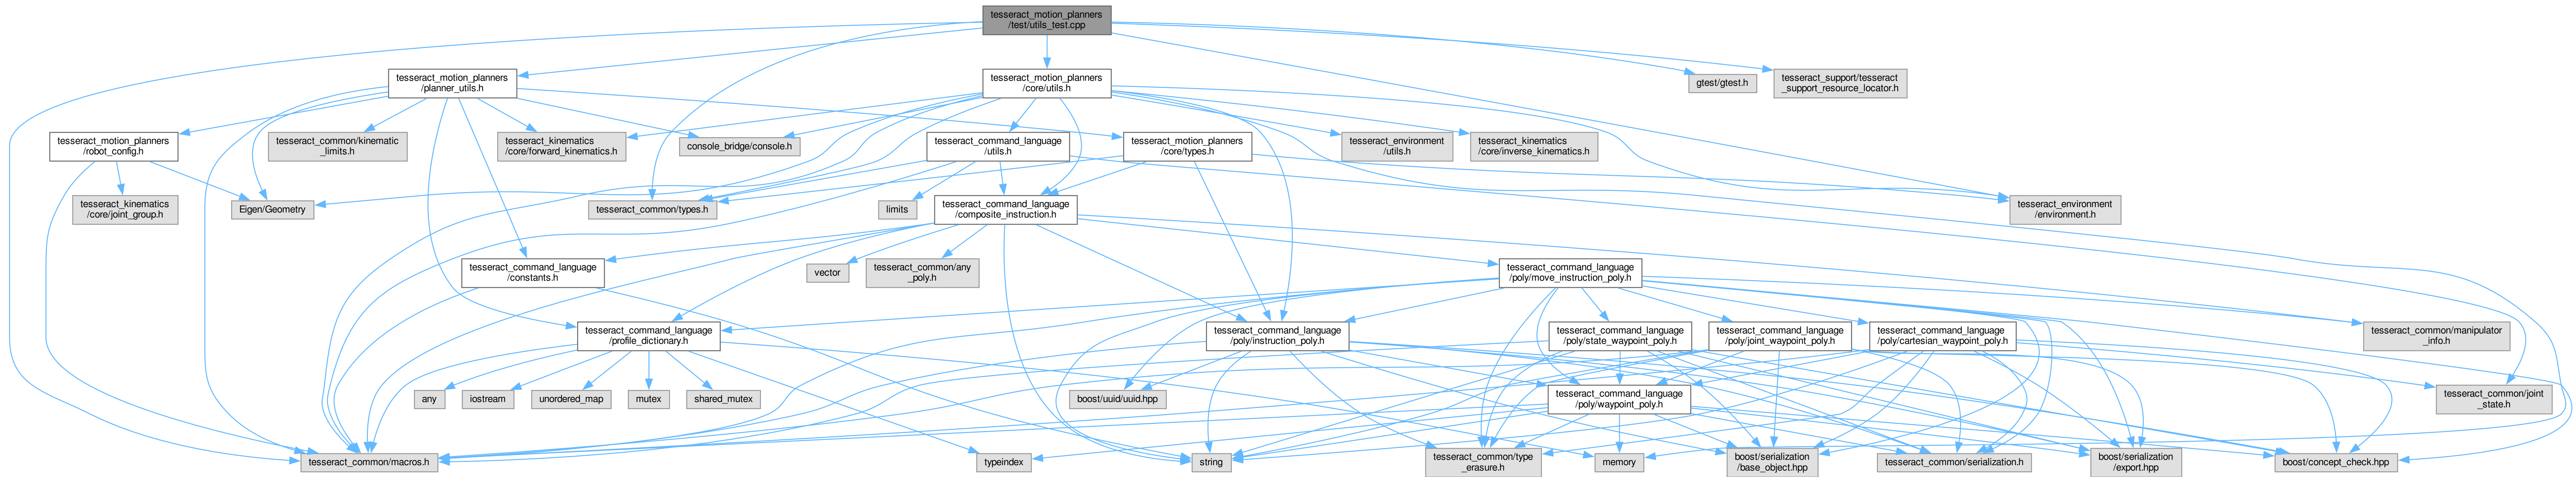 tesseract_motion_planners
/test/utils_test.cpp
tesseract_motion_planners
/planner_utils.h
tesseract_motion_planners
/core/utils.h
gtest/gtest.h
tesseract_support/tesseract
_support_resource_locator.h
tesseract_motion_planners
/robot_config.h
tesseract_common/kinematic
_limits.h
tesseract_kinematics
/core/forward_kinematics.h
console_bridge/console.h
tesseract_command_language
/utils.h
tesseract_motion_planners
/core/types.h
tesseract_environment
/utils.h
tesseract_kinematics
/core/inverse_kinematics.h
tesseract_kinematics
/core/joint_group.h
Eigen/Geometry
tesseract_common/types.h
limits
tesseract_command_language
/composite_instruction.h
tesseract_environment
/environment.h
tesseract_command_language
/constants.h
vector
tesseract_common/any
_poly.h
tesseract_command_language
/poly/move_instruction_poly.h
tesseract_command_language
/profile_dictionary.h
tesseract_command_language
/poly/instruction_poly.h
tesseract_command_language
/poly/state_waypoint_poly.h
tesseract_command_language
/poly/joint_waypoint_poly.h
tesseract_command_language
/poly/cartesian_waypoint_poly.h
tesseract_common/manipulator
_info.h
any
iostream
unordered_map
mutex
shared_mutex
boost/uuid/uuid.hpp
tesseract_command_language
/poly/waypoint_poly.h
tesseract_common/joint
_state.h
tesseract_common/macros.h
typeindex
string
tesseract_common/type
_erasure.h
memory
boost/serialization
/base_object.hpp
tesseract_common/serialization.h
boost/serialization
/export.hpp
boost/concept_check.hpp